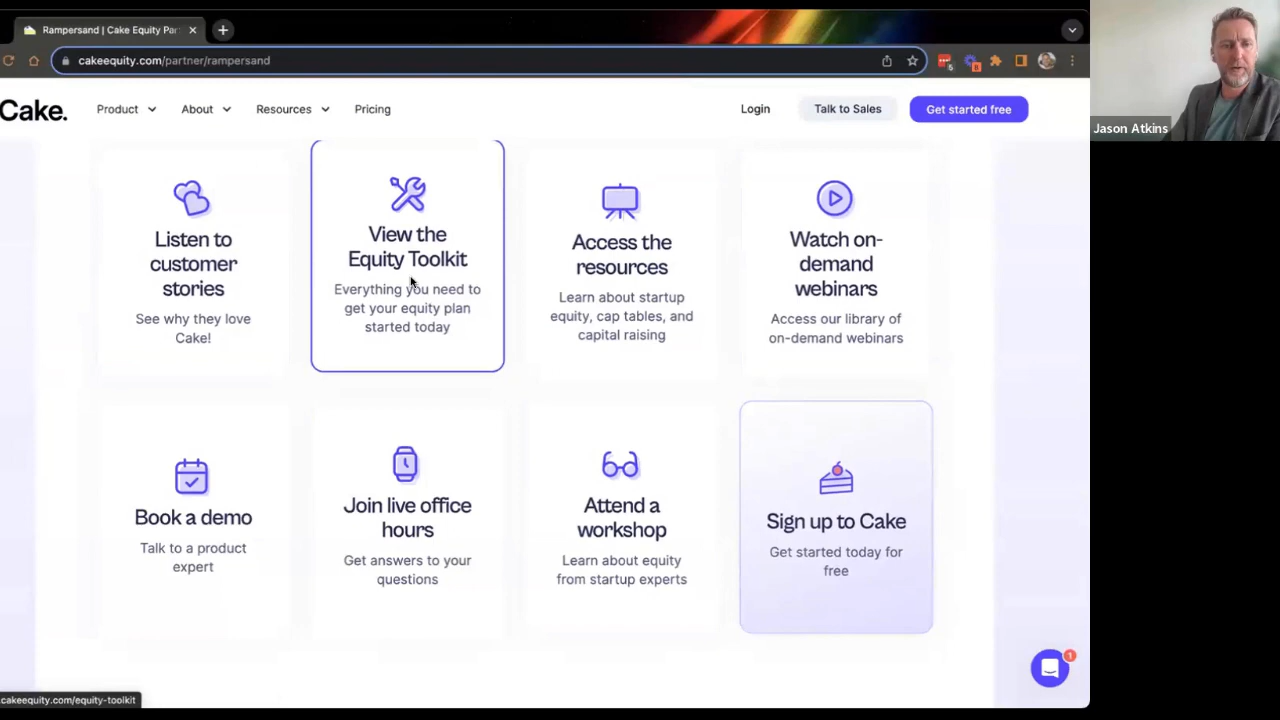 Rampersand | Cake Equity Par
cakeequity.com/partner/rampersand
Jason Atkins
Cake.
Product
About
Resources
Pricing
Login
Talk to Sales
Get started free
Listen to
customer
stories
See why they love
Cake!
View the
Equity Toolkit
Everything you need to
get your equity plan
started today
Access the
resources
Learn about startup
equity, cap tables, and
capital raising
Watch on-
demand
webinars
Access our library of
on-demand webinars
Book a demo
Talk to a product
expert
Join live office
hours
Get answers to your
questions
Attend a
workshop
Learn about equity
from startup experts
Sign up to Cake
Get started today for
free
1
cakeequity.com/equity-toolkit